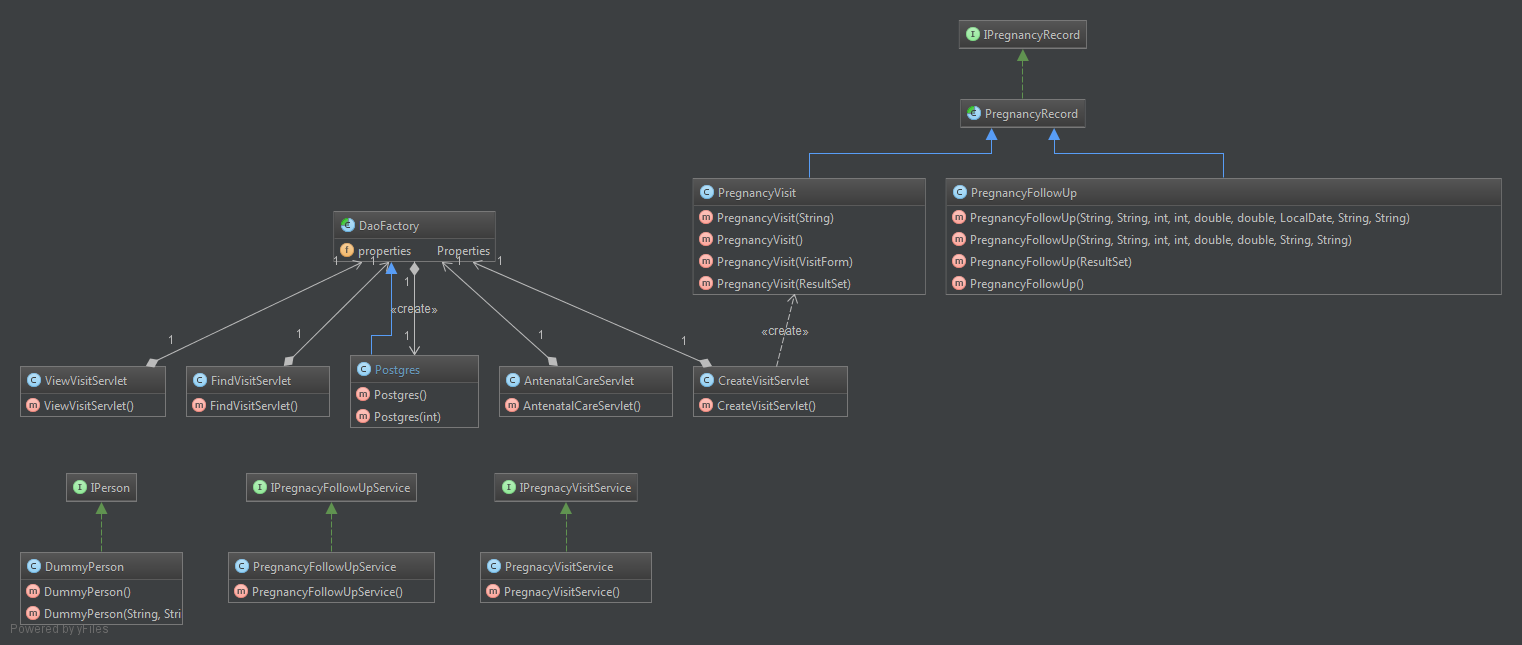 IPregnancyRecord
PregnancyRecord
PregnancyVisit
PregnancyVisit(String)
PregnancyVisit()
PregnancyVisit(VisitForm)
PregnancyVisit(ResultSet)
PregnancyFollowUp
PregnancyFollowUp(String, String, int, int, double, double, LocalDate, String, String)
PregnancyFollowUp(String, String, int, int, double, double, String, String)
PregnancyFollowUp(ResultSet)
PregnancyFollowUp()
DaoFactory
properties Properties
1 1 1 1
1
«create»
«create»
1 1 1 1 1
ViewVisitServlet
ViewVisitServlet()
FindVisitServlet
FindVisitServlet()
Postgres
Postgres()
Postgres(int)
AntenatalCareServlet
AntenatalCareServlet()
CreateVisitServlet
CreateVisitServlet()
IPerson
IPregnacyFollowUpService
IPregnacyVisitService
DummyPerson
DummyPerson()
DummyPerson(String, Stri
PregnancyFollowUpService
PregnancyFollowUpService()
PregnacyVisitService
PregnacyVisitService()
Powered by yFiles